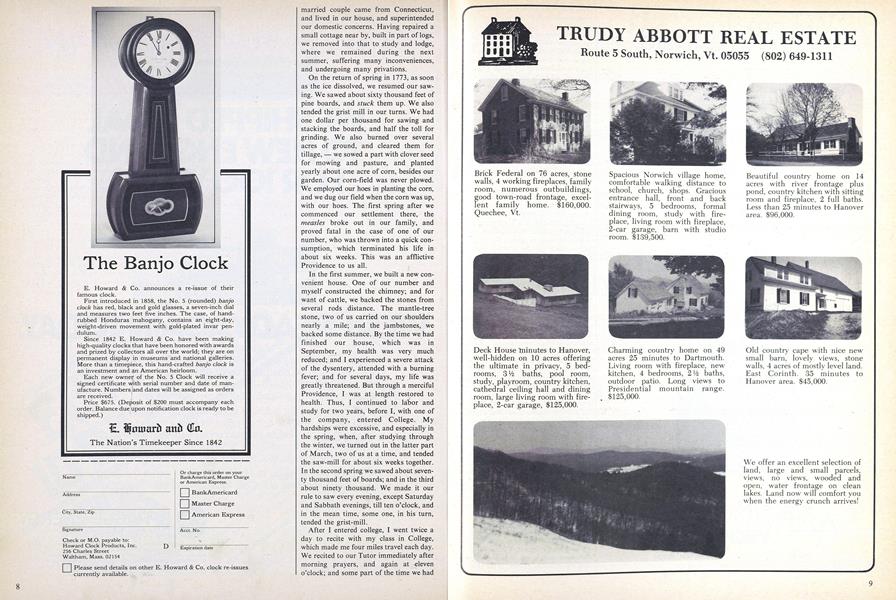 The Banjo Clock
E. Howard & Co. announces a re-issue of their
famous clock.
First introduced in 1858, the No. 5 (rounded) banjo
clock has red, black and gold glasses, a seven-inch dial
and measures two feet five inches. The case, of hand-
rubbed Honduras mahogany, contains an eight-day,
weight-driven movement with gold-plated invar pen-
dulum.
Since 1842 E. Howard & Co. have been making
high-quality clocks that have been honored with awards
and prized by collectors all over the world; they are on
permanent display in museums and national galleries.
More than a timepiece, this hand-crafted banjo clock is
an investment and an American heirloom.
Each new owner of the No. 5 Clock will receive a
signed certificate with serial number and date of man-
ufacture. Numbers and dates will be assigned as orders
are received.
Price $675. (Deposit of $200 must accompany each
order. Balance due upon notification clock is ready to be
shipped.)
E. Howard and Co.
The Nation's Timekeeper Since 1842
Name
Address
City, State, Zip
Signature
Check or M.O. payable to:
Howard Clock Products, Inc.
256 Charles Street
Waltham, Mass. 02154
D
Or charge this order on your
BankAmericard, Master Charge
or American Express.
BankAmericard
Master Charge
American Express
Acct. No.
Expiration date
Please send details on other E. Howard & Co. clock re-issues
currently available.
8
married couple came from Connecticut,
and lived in our house, and superintended
our domestic concerns. Having repaired a
small cottage near by, built in part of logs,
we removed into that to study and lodge,
where we remained during the next
summer, suffering many inconveniences,
and undergoing many privations.
On the return of spring in 1773, as soon
as the ice dissolved, we resumed our saw-
ing. We sawed about sixty thousand feet of
pine boards, and stuck them up. We also
tended the grist mill in our turns. We had
one dollar per thousand for sawing and
stacking the boards, and half the toll for
grinding. We also burned over several
acres of ground, and cleared them for
tillage, — we sowed a part with clover seed
for mowing and pasture, and planted
yearly about one acre of corn, besides our
garden. Our corn-field was never plowed.
We employed our hoes in planting the corn,
and we dug our field when the corn was up,
with our hoes. The first spring after we
commenced our settlement there, the
measles broke out in our family, and
proved fatal in the case of one of our
number, who was thrown into a quick con-
sumption, which terminated his life in
about six weeks. This was an afflictive
Providence to us all.
In the first summer, we built a new con-
venient house. One of our number and
myself constructed the chimney; and for
want of cattle, we backed the stones from
several rods distance. The mantle-tree
stone, two of us carried on our shoulders
nearly a mile; and the jambstones, we
backed some distance. By the time we had
finished our house, which was in
September, my health was very much
reduced; and I experienced a severe attack
of the dysentery, attended with a burning
fever; and for several days, my life was
greatly threatened. But through a merciful
Providence, I was at length restored to
health. Thus, I continued to labor and
study for two years, before I, with one of
the company, entered College. My
hardships were excessive, and especially in
the spring, when, after studying through
the winter, we turned out in the latter part
of March, two of us at a time, and tended
the saw-mill for about six weeks together.
In the second spring we sawed about seven-
ty thousand feet of boards; and in the third
about ninety thousand. We made it our
rule to saw every evening, except Saturday
and Sabbath evenings, till ten o'clock, and
in the mean time, some one, in his turn,
tended the grist-mill.
After I entered college, I went twice a
day to recite with my class in College,
which made me four miles travel each day.
We recited to our Tutor immediately after
morning prayers, and again at eleven
o'clock; and some part of the time we had
TRUDY ABBOTT REAL ESTATE
Route 5 South, Norwich, Vt. 05055 (802) 649-1311
Brick Federal on 76 acres, stone
walls, 4 working fireplaces, family
room, numerous outbuildings,
good town-road frontage, excel-
lent family home. $160,000.
Quechee, Vt.
Spacious Norwich village home,
comfortable walking distance to
school, church, shops. Gracious
entrance hall, front and back
stairways, 5 bedrooms, formal
dining room, study with fire-
place, living room with fireplace,
2-car garage, barn with studio
room. $139,500.
Beautiful country home on 14
acres with river frontage plus
pond, country kitchen with sitting
room and fireplace, 2 full baths.
Less than 25 minutes to Hanover
area. $96,000.
Deck House minutes to Hanover,
well-hidden on 10 acres offering
the ultimate in privacy, 5 bed-
rooms, 3½ baths, pool room,
study, playroom, country kitchen,
cathedral ceiling hall and dining
room, large living room with fire-
place, 2-car garage, $125,000.
Charming country home on 49
acres 25 minutes to Dartmouth.
Living room with fireplace, new
kitchen, 4 bedrooms, 2½ baths,
outdoor patio. Long views to
Presidential mountain range.
$125,000.
Old country cape with nice new
small barn, lovely views, stone
walls, 4 acres of mostly level land.
East Corinth. 35 minutes to
Hanover area. $45,000.
We offer an excellent selection of
land, large and small parcels,
views, no views, wooded and
open, water frontage on clean
lakes. Land now will comfort you
when the energy crunch arrives!
9